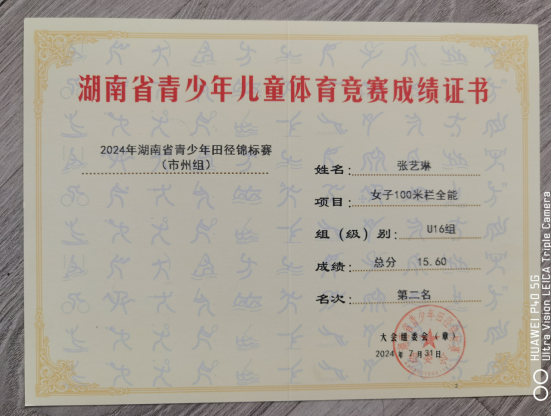 湖南省青少年儿童体育竞赛成绩证书
2024年湖南省青少年田径锦标赛
(市州组)
姓名: 张艺琳
项目: 女子100米栏全能
组(级)别: U16组
成绩: 总分 15.60
名次: 第二名
大会组委会(章)
2024年7月31日
HUAWEI P40 5G
Ultra Vision LEICA Triple Camera